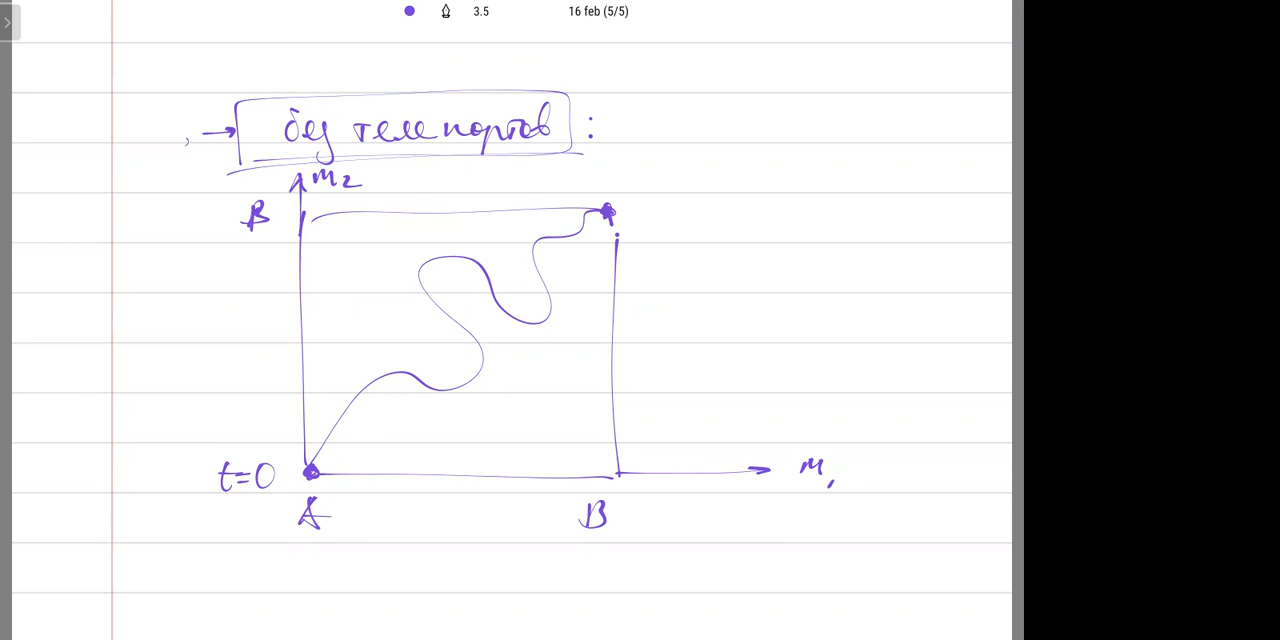 3.5 16 feb (5/5)
→ без телепортов :
m2
B
t=0
m1
A B